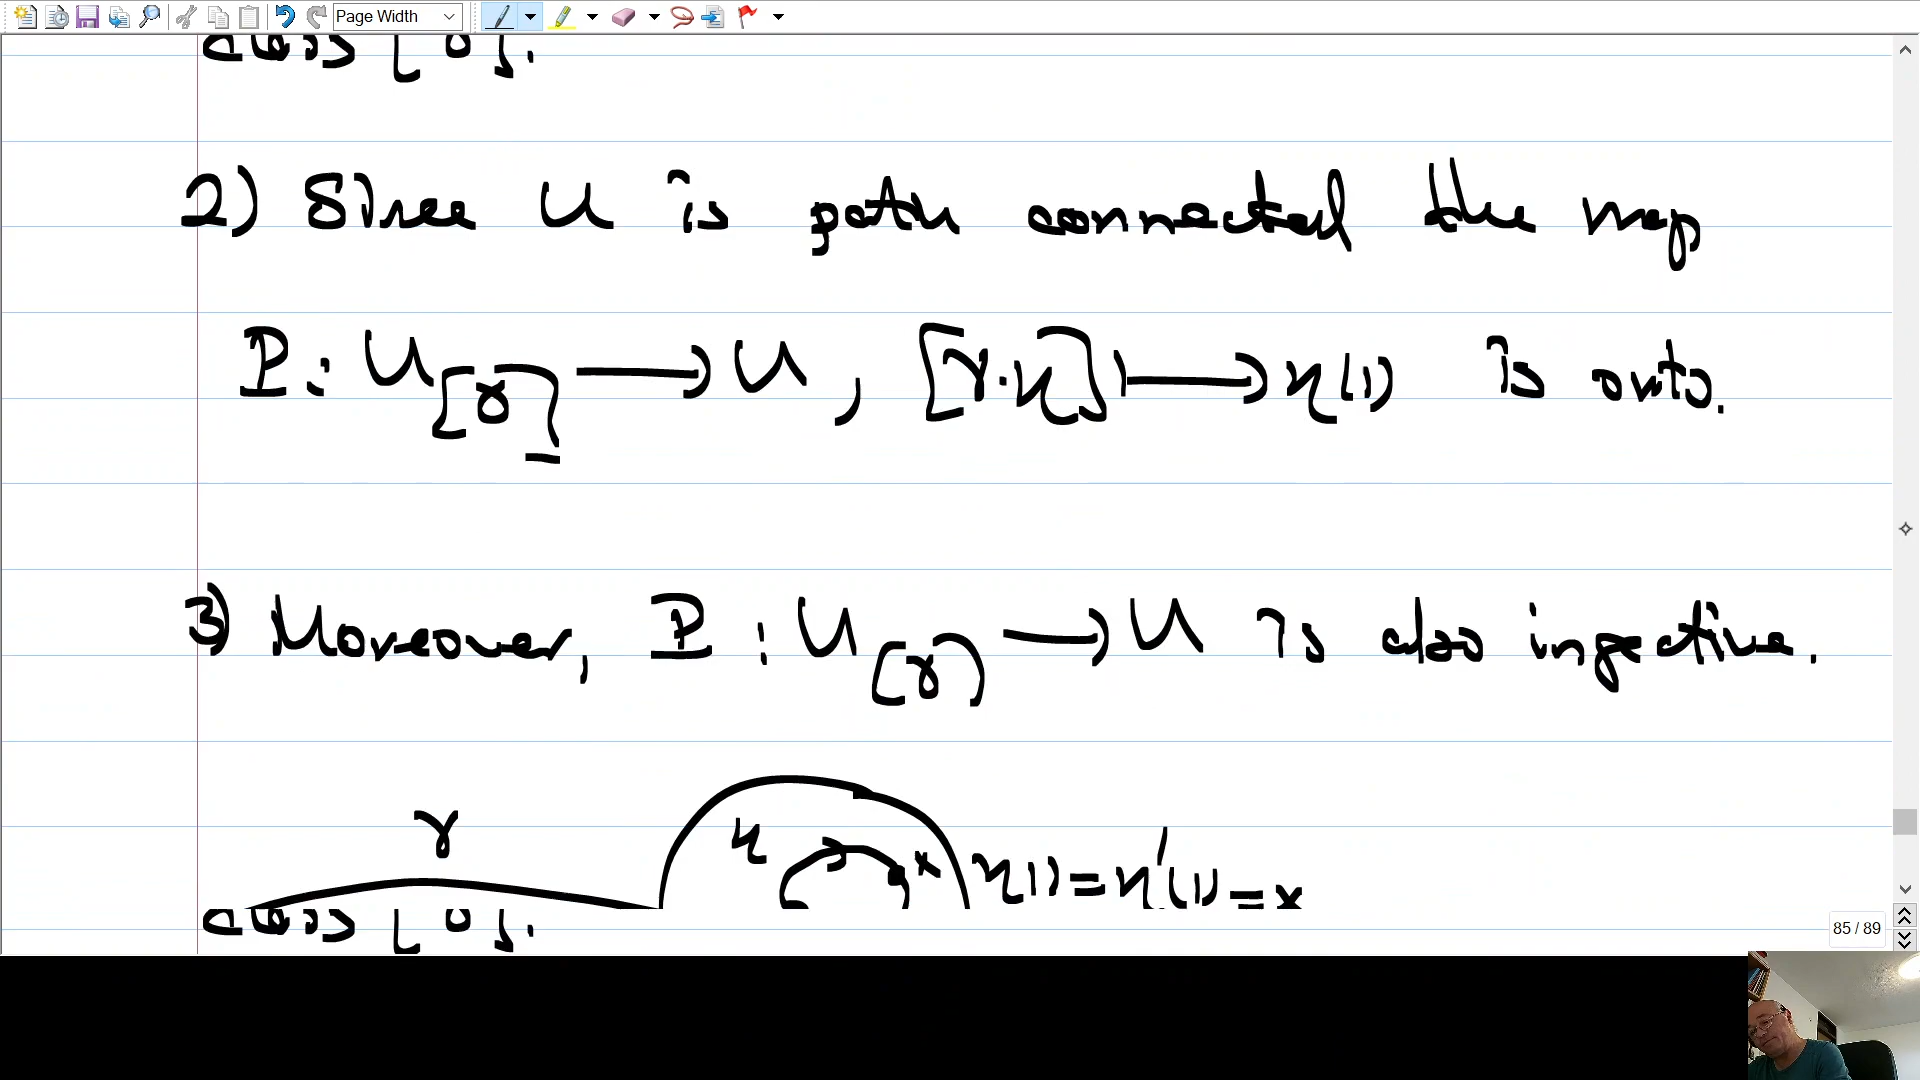 Page Width
class [γ].
2) Since U is path connected the map
P : U[γ] → U , [γ·η] ↦ η(1) is onto.
3) Moreover, P : U[γ] → U is also injective.
γ
η
x
η(1) = η'(1) = x
class [γ].
85 / 89